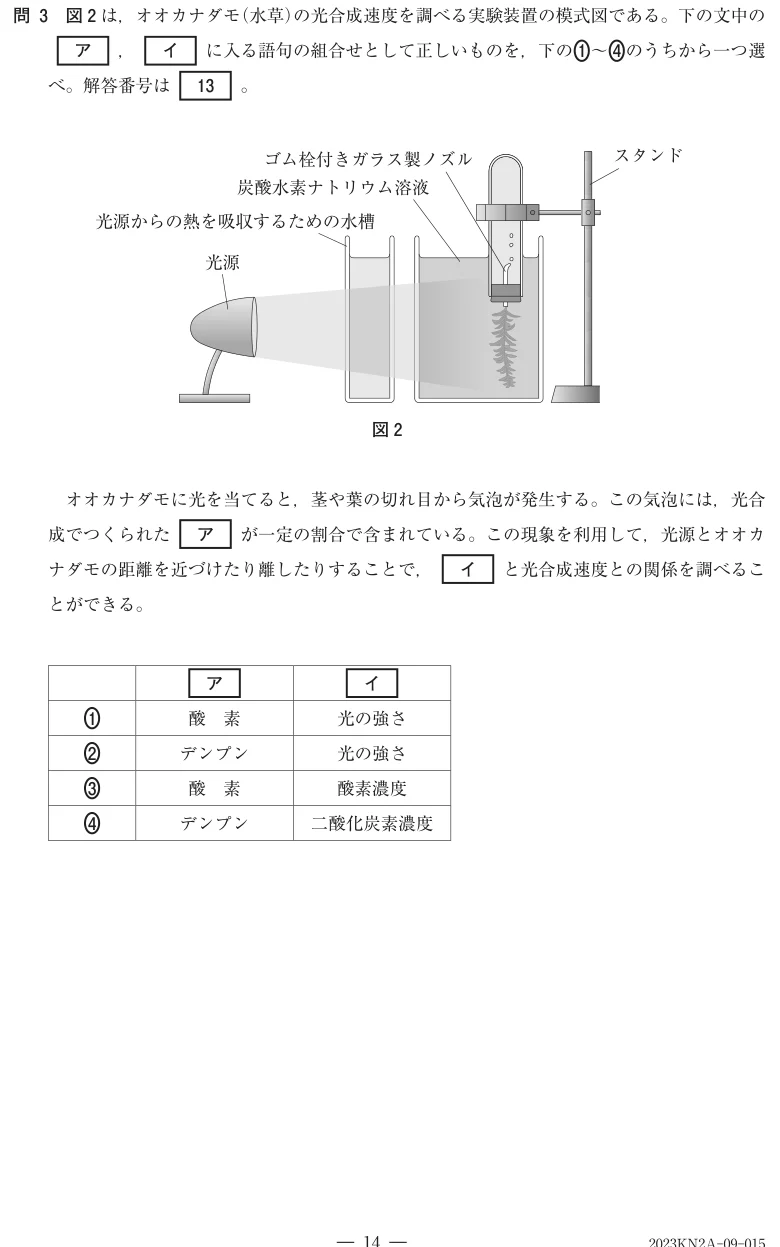 問 3 図2は，オオカナダモ(水草)の光合成速度を調べる実験装置の模式図である。下の文中の
ア ， イ に入る語句の組合せとして正しいものを，下の①～④のうちから一つ選
べ。解答番号は 13 。
ゴム栓付きガラス製ノズル
スタンド
炭酸水素ナトリウム溶液
光源からの熱を吸収するための水槽
光源
図2
オオカナダモに光を当てると，茎や葉の切れ目から気泡が発生する。この気泡には，光合
成でつくられた ア が一定の割合で含まれている。この現象を利用して，光源とオオカ
ナダモの距離を近づけたり離したりすることで， イ と光合成速度との関係を調べるこ
とができる。
ア イ
① 酸 素 光の強さ
② デンプン 光の強さ
③ 酸 素 酸素濃度
④ デンプン 二酸化炭素濃度
— 14 —
2023KN2A-09-015